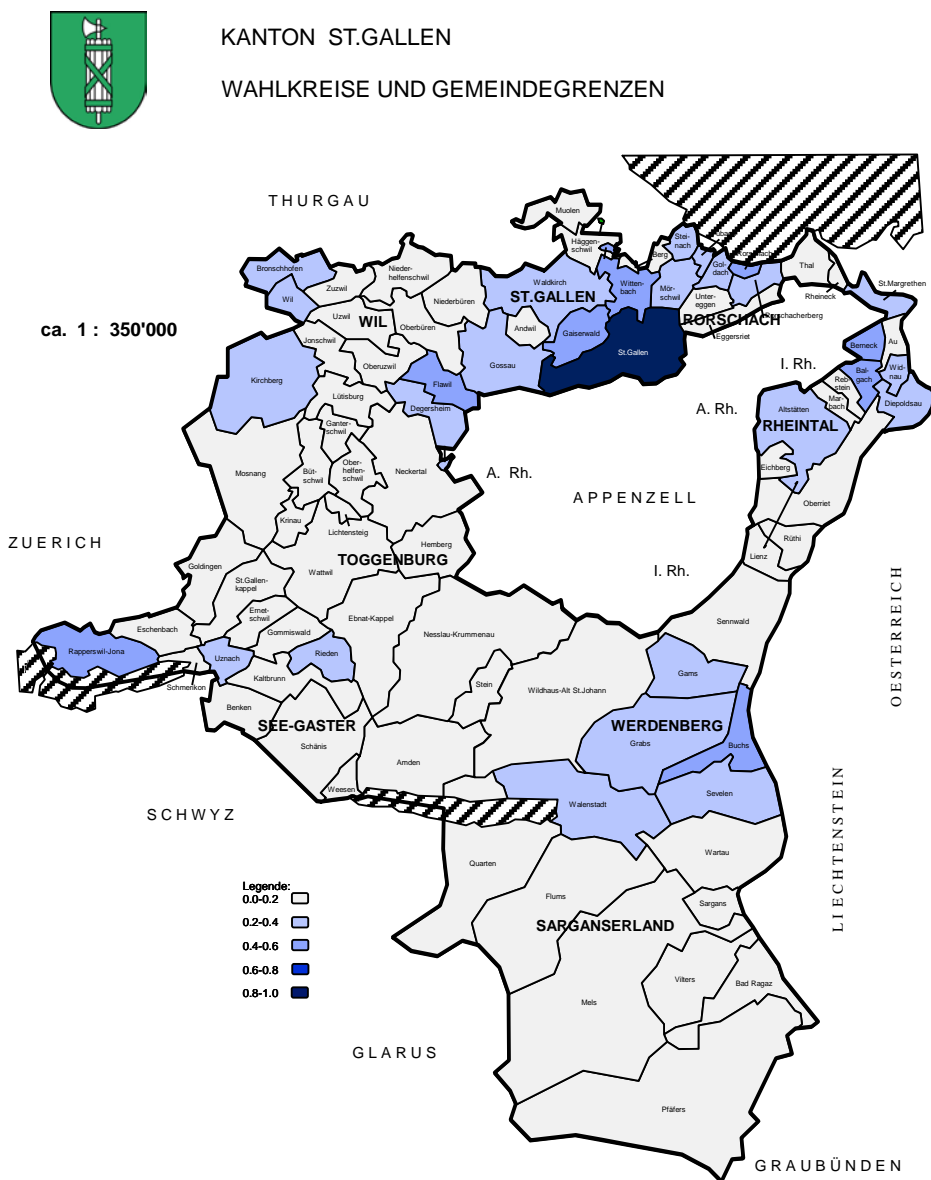 KANTON ST.GALLEN
WAHLKREISE UND GEMEINDEGRENZEN
THURGAU
Muolen
Häggen-
schwil
Stei-
nach
Berg
Bronschhofen
Nieder-
helfenschwil
Zuzwil
Wil
Waldkirch
ST.GALLEN
Witten-
bach
Mör-
schwil
Gol-
dach
Thal
Rheineck
St.Margrethen
Unter-
eggen
RORSCHACH
Rorschacherberg
Eggersriet
Niederbüren
Uzwil
WIL
Oberbüren
Andwil
Gaiserwald
St.Gallen
ca. 1 : 350'000
Jonschwil
Oberuzwil
Gossau
Flawil
Degersheim
Kirchberg
Lütisburg
I. Rh.
Berneck
Au
Bal-
gach
Wid-
nau
Reb-
stein
Mar-
bach
Diepoldsau
A. Rh.
Altstätten
RHEINTAL
Ganter-
schwil
Mosnang
Büt-
schwil
Ober-
helfen-
schwil
Neckertal
A. Rh.
APPENZELL
Eichberg
Oberriet
Krinau
Lichtensteig
Hemberg
ZUERICH
TOGGENBURG
Wattwil
Goldingen
St.Gallen-
kappel
I. Rh.
Lienz
Rüthi
OESTERREICH
Ernet-
schwil
Eschenbach
Gommiswald
Ebnat-Kappel
Nesslau-Krummenau
Sennwald
Rapperswil-Jona
Uznach
Rieden
Schmerikon
Kaltbrunn
Stein
Wildhaus-Alt St.Johann
Gams
Benken
SEE-GASTER
Schänis
WERDENBERG
Grabs
Buchs
Amden
Weesen
Walenstadt
Sevelen
SCHWYZ
LIECHTENSTEIN
Wartau
Quarten
Flums
Sargans
SARGANSERLAND
Legende:
0.0-0.2
0.2-0.4
0.4-0.6
0.6-0.8
0.8-1.0
Vilters
Bad Ragaz
Mels
GLARUS
Pfäfers
GRAUBÜNDEN